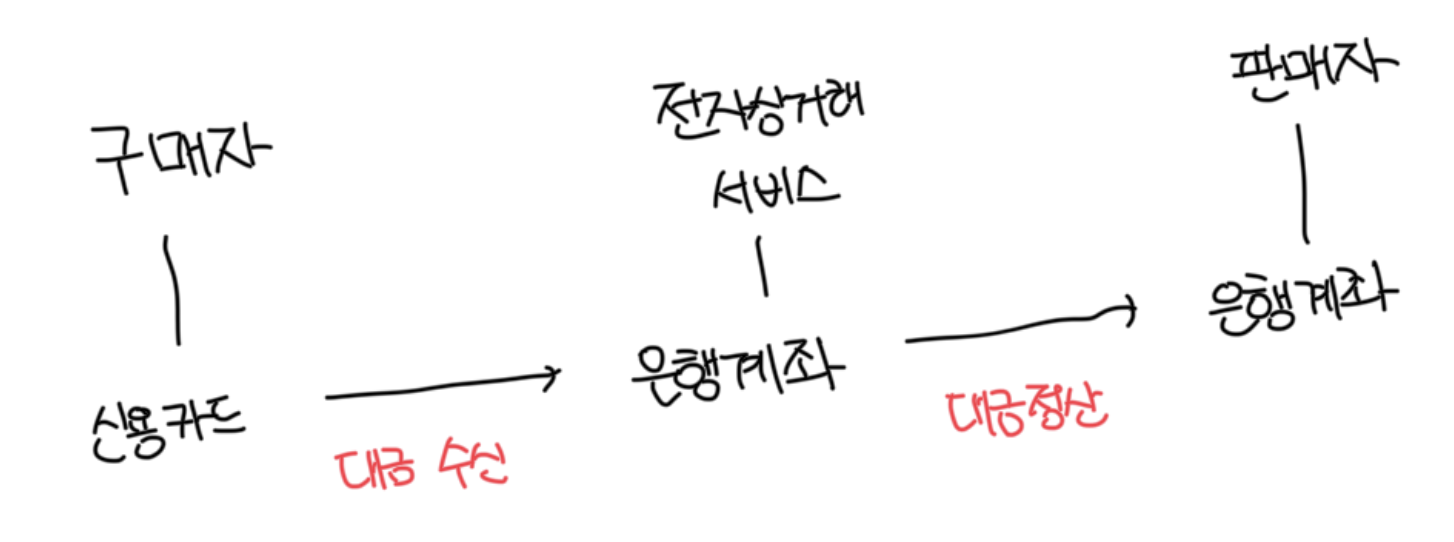 구매자
전자상거래
서비스
판매자
신용카드
은행계좌
은행계좌
대금 수신
대금정산